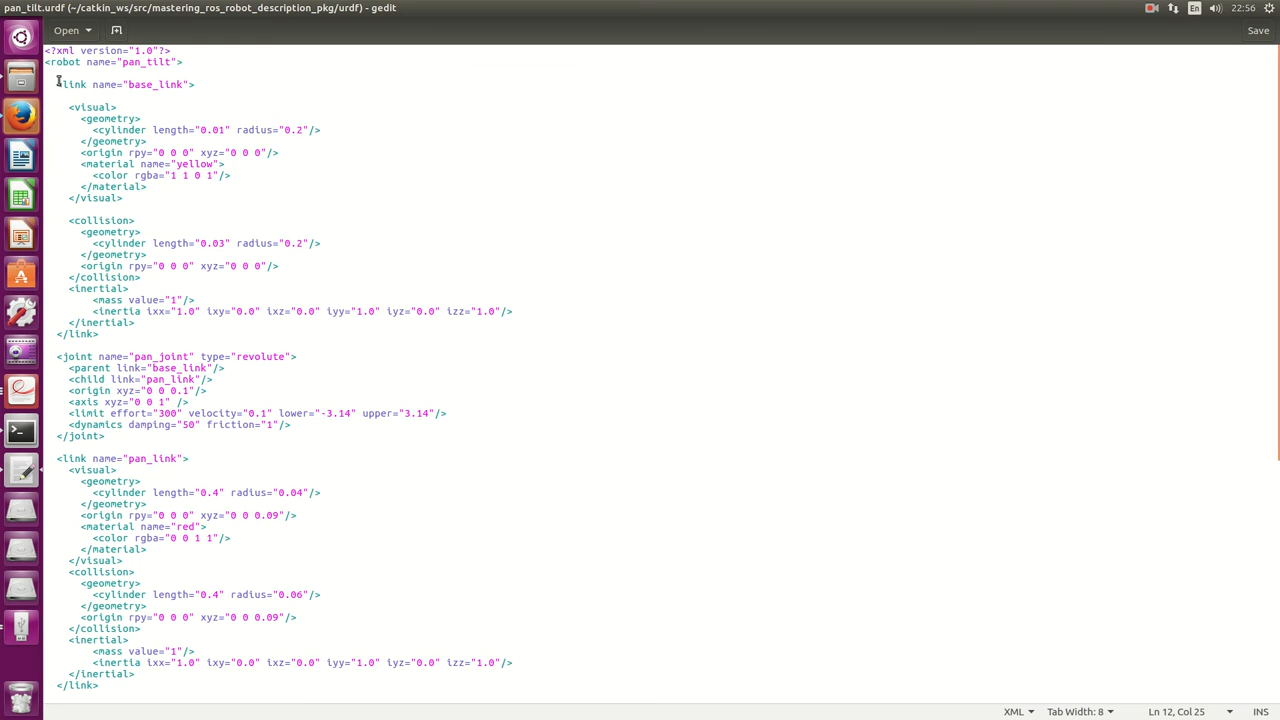 pan_tilt.urdf (~/catkin_ws/src/mastering_ros_robot_description_pkg/urdf) - gedit
En
22:56
Open
Save
<?xml version="1.0"?>
<robot name="pan_tilt">
<link name="base_link">
<visual>
<geometry>
<cylinder length="0.01" radius="0.2"/>
</geometry>
<origin rpy="0 0 0" xyz="0 0 0"/>
<material name="yellow">
<color rgba="1 1 0 1"/>
</material>
</visual>
<collision>
<geometry>
<cylinder length="0.03" radius="0.2"/>
</geometry>
<origin rpy="0 0 0" xyz="0 0 0"/>
</collision>
<inertial>
<mass value="1"/>
<inertia ixx="1.0" ixy="0.0" ixz="0.0" iyy="1.0" iyz="0.0" izz="1.0"/>
</inertial>
</link>
<joint name="pan_joint" type="revolute">
<parent link="base_link"/>
<child link="pan_link"/>
<origin xyz="0 0 0.1"/>
<axis xyz="0 0 1" />
<limit effort="300" velocity="0.1" lower="-3.14" upper="3.14"/>
<dynamics damping="50" friction="1"/>
</joint>
<link name="pan_link">
<visual>
<geometry>
<cylinder length="0.4" radius="0.04"/>
</geometry>
<origin rpy="0 0 0" xyz="0 0 0.09"/>
<material name="red">
<color rgba="0 0 1 1"/>
</material>
</visual>
<collision>
<geometry>
<cylinder length="0.4" radius="0.06"/>
</geometry>
<origin rpy="0 0 0" xyz="0 0 0.09"/>
</collision>
<inertial>
<mass value="1"/>
<inertia ixx="1.0" ixy="0.0" ixz="0.0" iyy="1.0" iyz="0.0" izz="1.0"/>
</inertial>
</link>
XML
Tab Width: 8
Ln 12, Col 25
INS